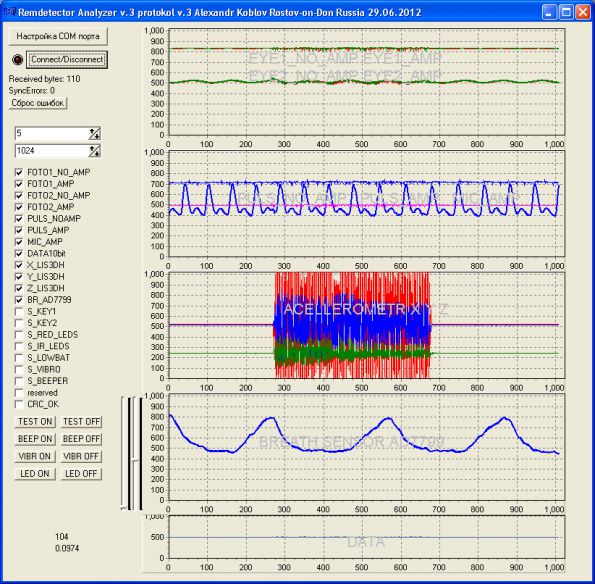 Remdetector Analyzer v.3 protokol v.3 Alexandr Koblov Rostov-on-Don Russia 29.06.2012
Настройка COM порта
Connect/Disconnect
Received bytes: 110
SyncErrors: 0
Сброс ошибок
5
1024
FOTO1_NO_AMP
FOTO1_AMP
FOTO2_NO_AMP
FOTO2_AMP
PULS_NOAMP
PULS_AMP
MIC_AMP
DATA10bit
X_LIS3DH
Y_LIS3DH
Z_LIS3DH
BR_AD7799
S_KEY1
S_KEY2
S_RED_LEDS
S_IR_LEDS
S_LOWBAT
S_VIBRO
S_BEEPER
reserved
CRC_OK
TEST ON TEST OFF
BEEP ON BEEP OFF
VIBR ON VIBR OFF
LED ON LED OFF
104
0.0974
1,000
900
800
700
600
500
400
300
200
100
0
EYE1_NO_AMP EYE1_AMP
EYE2_NO_AMP EYE2_AMP
0 100 200 300 400 500 600 700 800 900 1,000
1,000
900
800
700
600
500
400
300
200
100
0
PULS_NO_AMP PULS_AMP MIC_AMP
0 100 200 300 400 500 600 700 800 900 1,000
1,000
900
800
700
600
500
400
300
200
100
0
ACELLEROMETR X Y Z
0 100 200 300 400 500 600 700 800 900 1,000
900
800
700
600
500
400
300
200
100
0
BREATH SENSOR AD7799
0 100 200 300 400 500 600 700 800 900 1,000
1,000
500
0
DATA
0 100 200 300 400 500 600 700 800 900 1,000